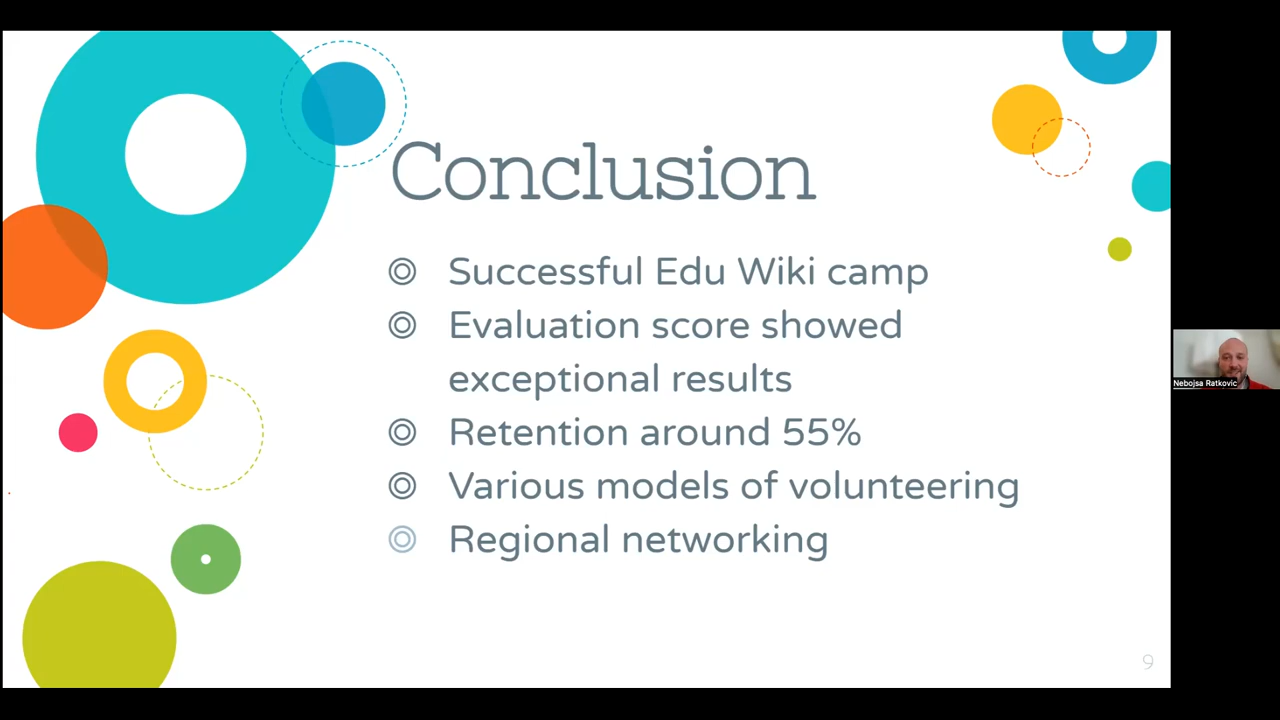 Conclusion
Successful Edu Wiki camp
Evaluation score showed
exceptional results
Retention around 55%
Various models of volunteering
Regional networking
Nebojsa Ratkovic
9